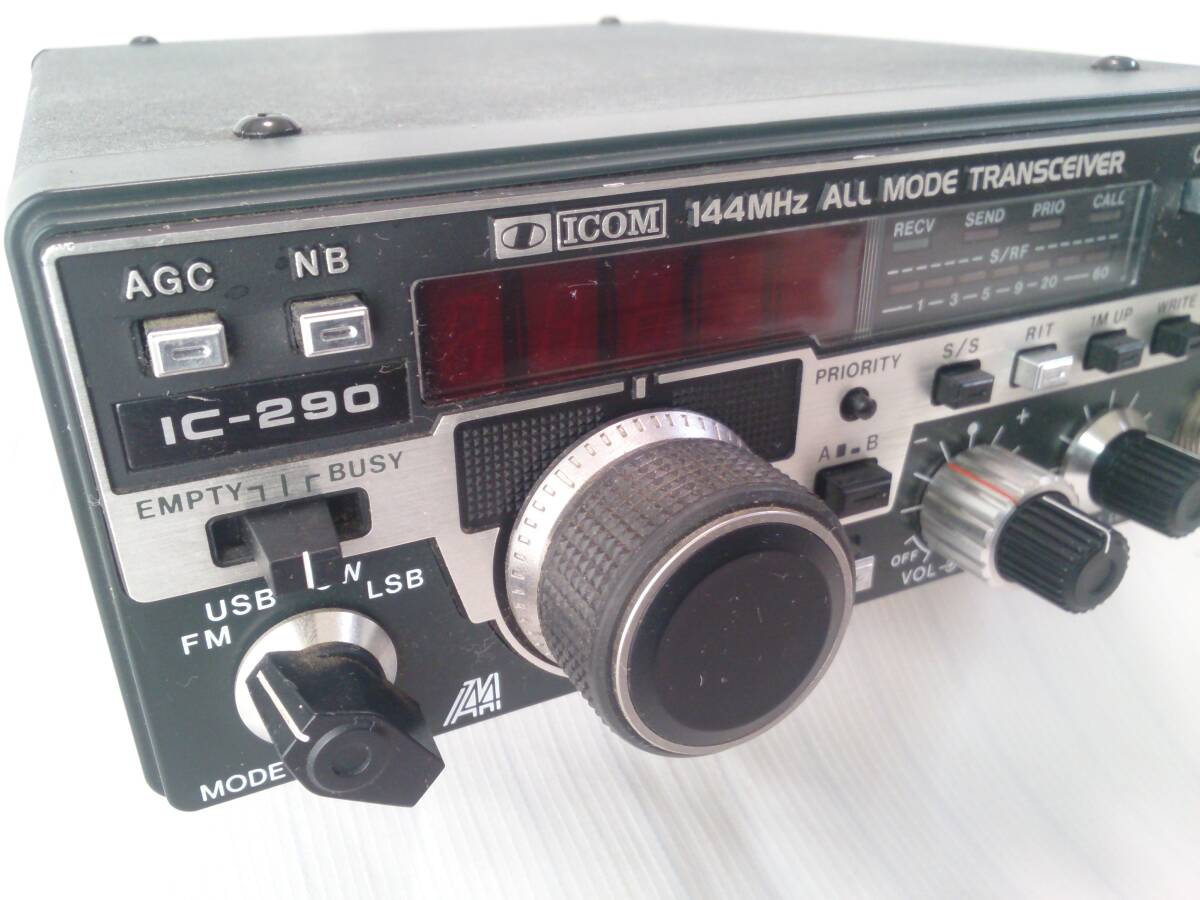 ICOM 144MHz ALL MODE TRANSCEIVER
AGC NB
RECV SEND PRIO CALL
S/RF
1 3 5 9 20 60
IC-290
PRIORITY S/S RIT 1M UP WRITE
A B
EMPTY BUSY
- +
USB LSB
FM
OFF
VOL
MODE